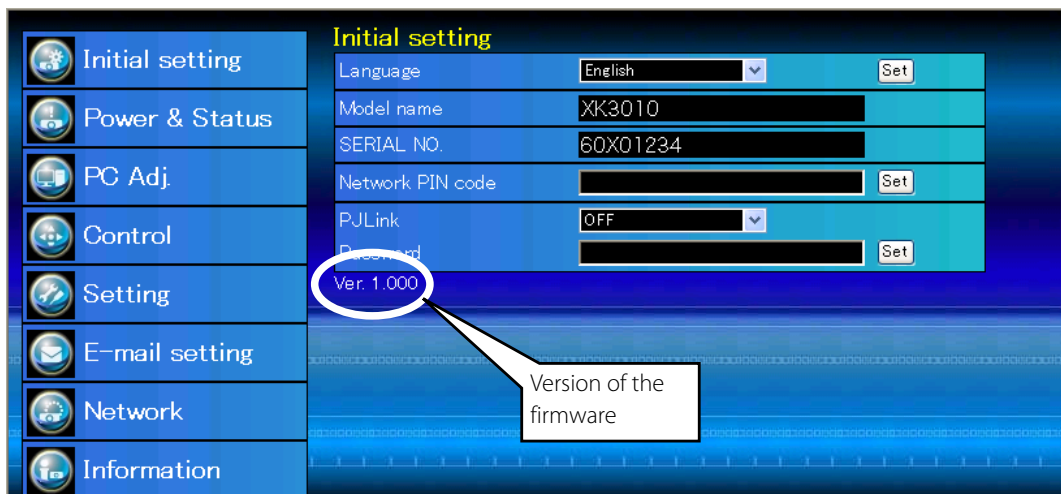 Initial setting
Power & Status
PC Adj.
Control
Setting
E-mail setting
Network
Information
Initial setting
Language English Set
Model name XK3010
SERIAL NO. 60X01234
Network PIN code Set
PJLink OFF
Password Set
Ver. 1.000
Version of the
firmware